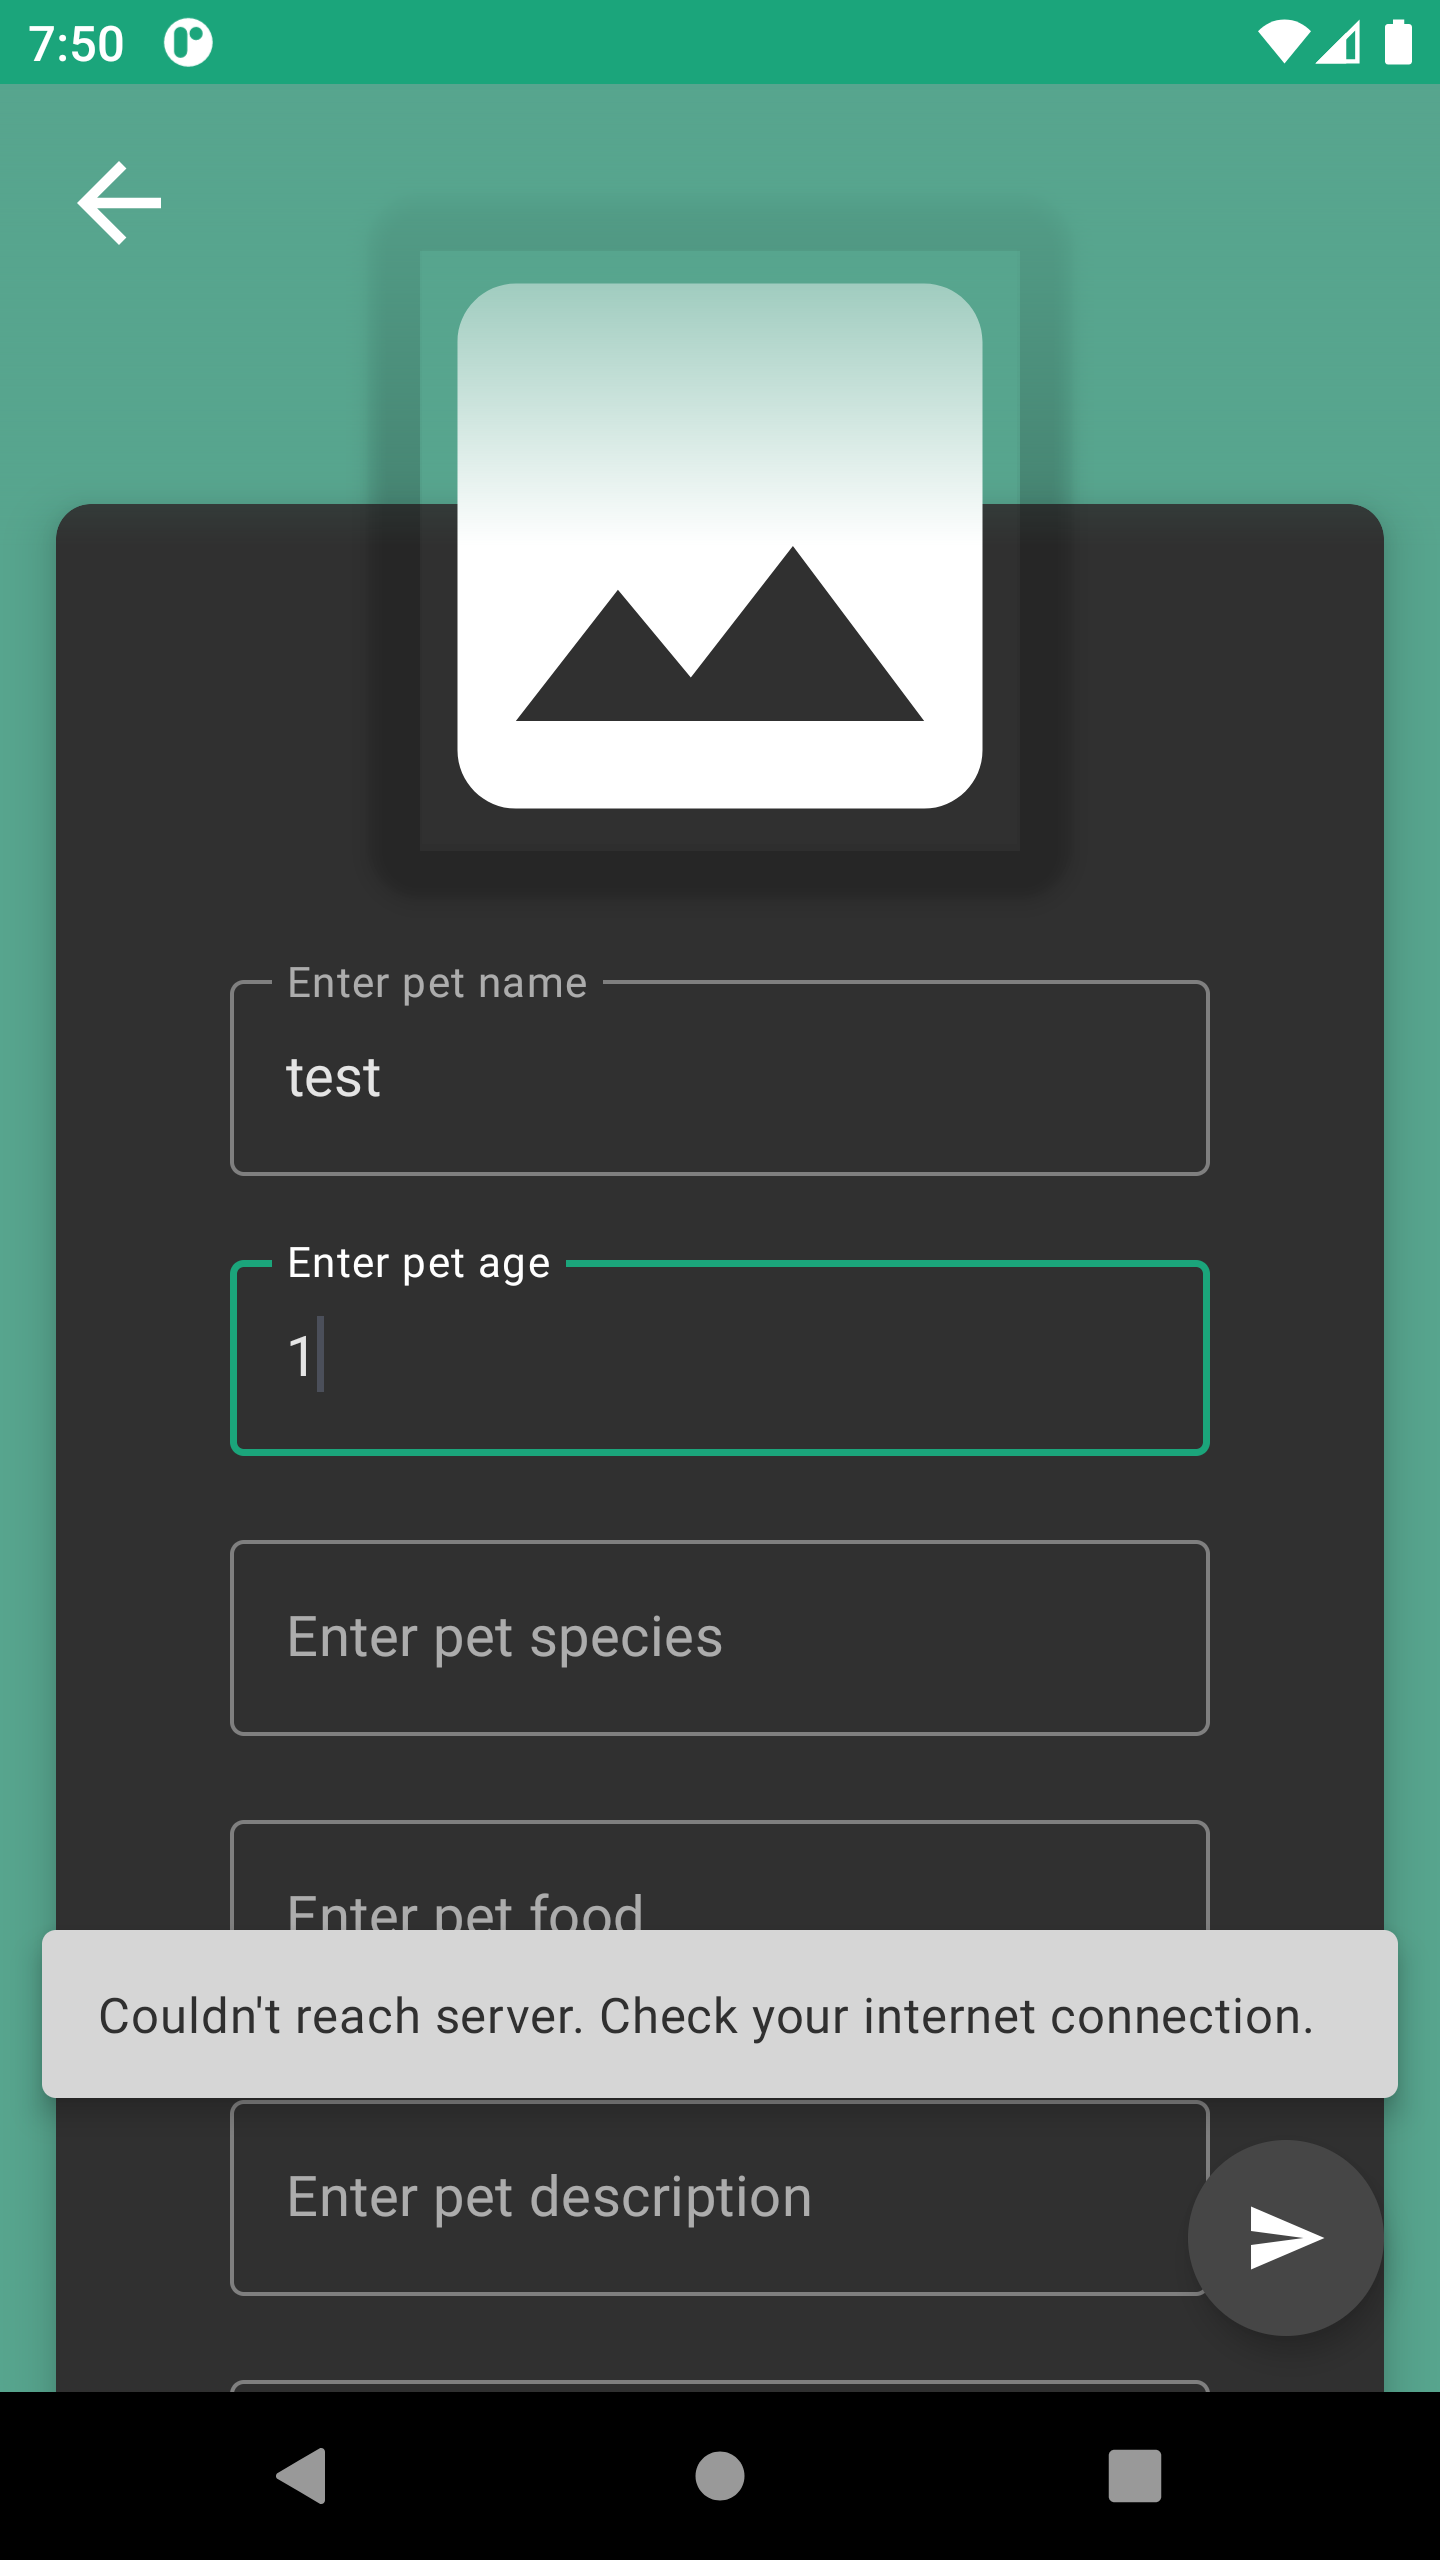 7:50
Enter pet name
test
Enter pet age
1
Enter pet species
Enter pet food
Couldn't reach server. Check your internet connection.
Enter pet description